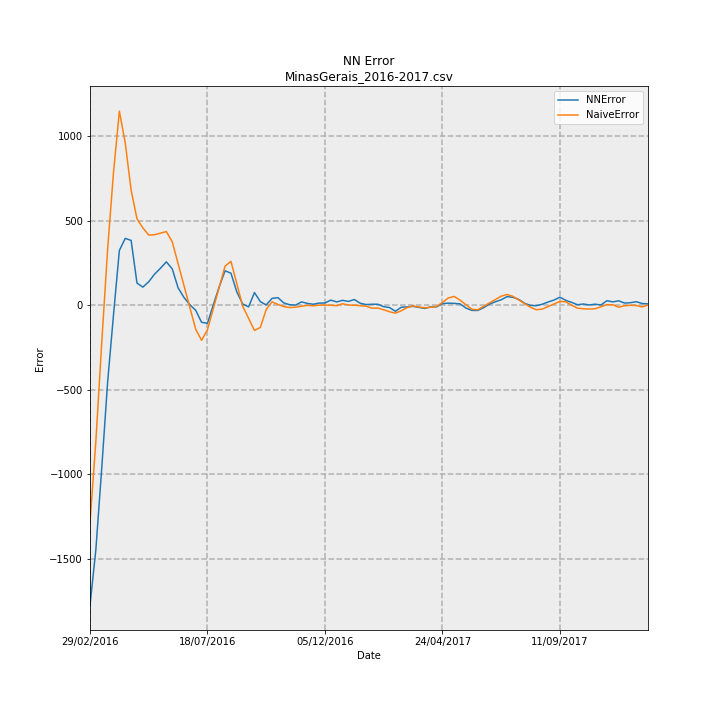 NN Error
MinasGerais_2016-2017.csv
NNError
NaiveError
1000
500
0
−500
−1000
−1500
Error
29/02/2016 18/07/2016 05/12/2016 24/04/2017 11/09/2017
Date